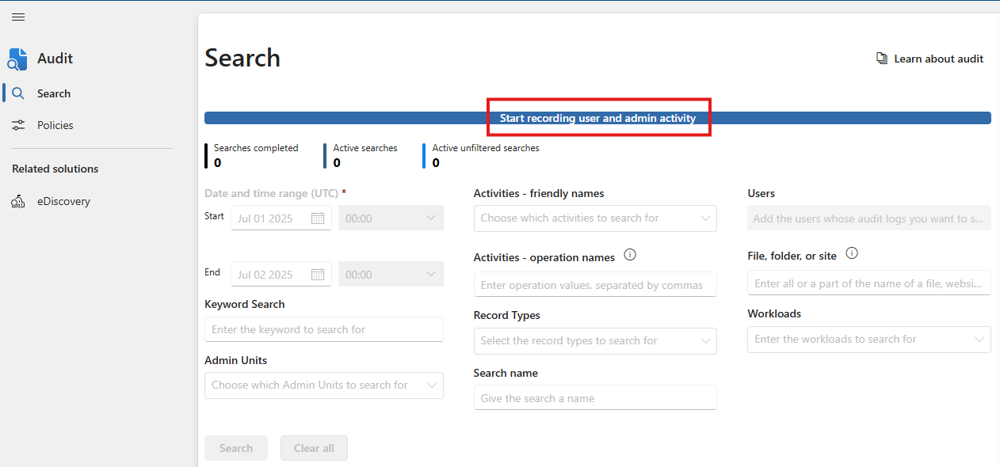 Audit
Search
Policies
Related solutions
eDiscovery
Search
Learn about audit
Start recording user and admin activity
Searches completed
0
Active searches
0
Active unfiltered searches
0
Date and time range (UTC) *
Start
Jul 01 2025
00:00
End
Jul 02 2025
00:00
Keyword Search
Enter the keyword to search for
Admin Units
Choose which Admin Units to search for
Activities - friendly names
Choose which activities to search for
Activities - operation names
Enter operation values, separated by commas
Record Types
Select the record types to search for
Search name
Give the search a name
Users
Add the users whose audit logs you want to s...
File, folder, or site
Enter all or a part of the name of a file, websi...
Workloads
Enter the workloads to search for
Search
Clear all